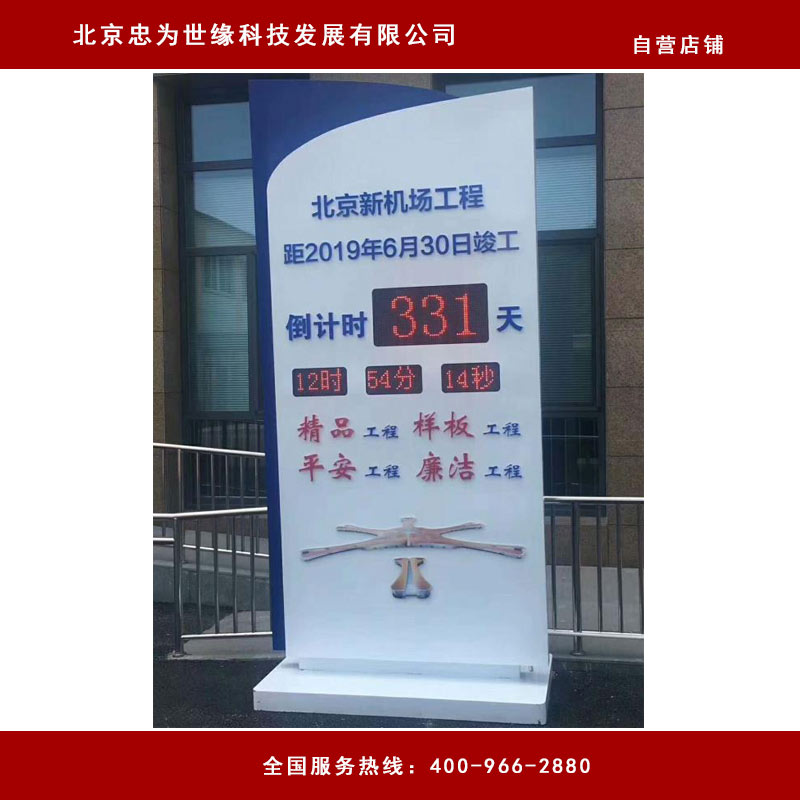 北京忠为世缘科技发展有限公司
自营店铺
北京新机场工程
距2019年6月30日竣工
倒计时 331 天
12时 54分 14秒
精品 工程 样板 工程
平安 工程 廉洁 工程
全国服务热线：400-966-2880